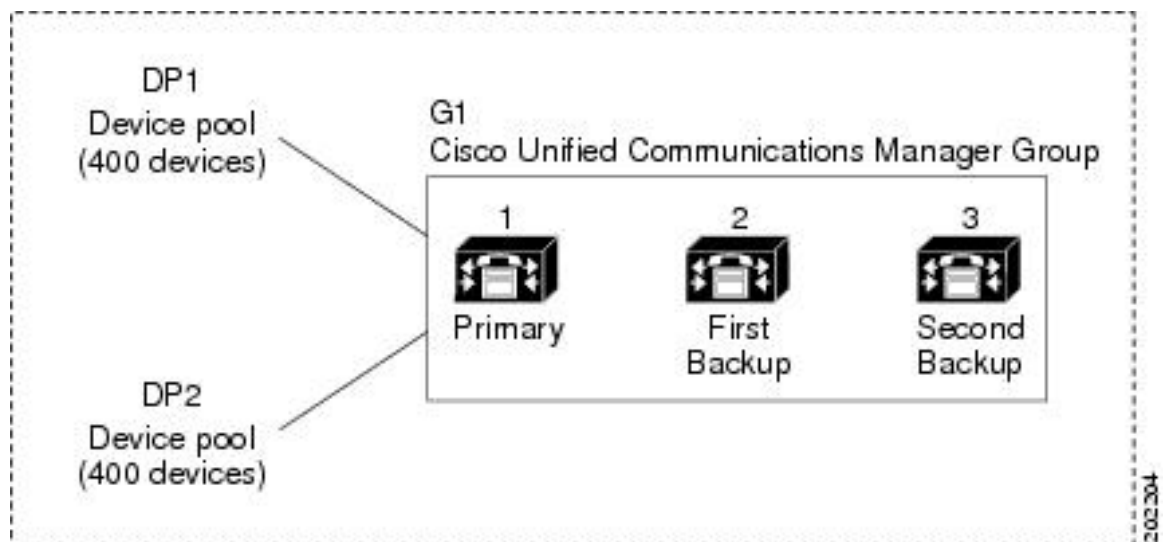 DP1
Device pool
(400 devices)
G1
Cisco Unified Communications Manager Group
1
Primary
2
First
Backup
3
Second
Backup
DP2
Device pool
(400 devices)
202304